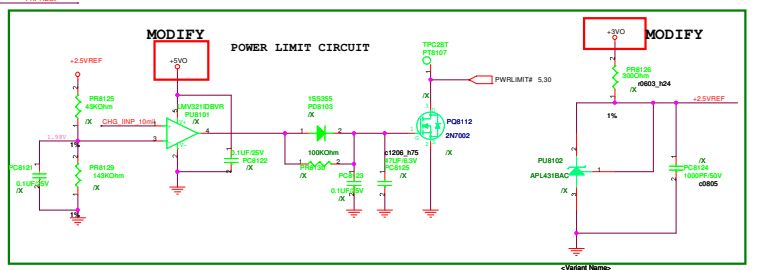 MODIFY
POWER LIMIT CIRCUIT
MODIFY
+5VO
+3VO
TPC28T
PT8107
+2.5VREF
PWRLIMIT# 5,30
PR8126
300Ohm
r0603_h24
/X
1%
+2.5VREF
PR8125
43KOhm
/X
CHG_IINP_10mil
LMV321IDBVR
PU8101
/X
1SS355
PD8103
/X
PQ8112
2N7002
/X
1.98V
1%
0.1UF/25V
PC8122
/X
100KOhm
PR8130
/X
c1206_h75
47UF/6.3V
PC8125
/X
PC8123
0.1UF/25V
/X
PC8121
0.1UF/25V
/X
PR8129
143KOhm
/X
1%
PU8102
APL431BAC
/X
PC8124
1000PF/50V
/X
c0805
<Variant Name>